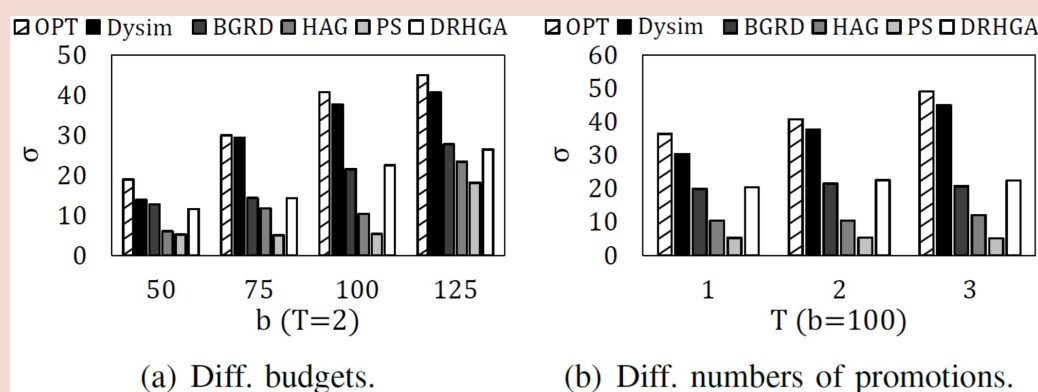 OPT Dysim BGRD HAG PS DRHGA
50
40
30
20
10
0
σ
50 75 100 125
b (T=2)
(a) Diff. budgets.
OPT Dysim BGRD HAG PS DRHGA
60
50
40
30
20
10
0
σ
1 2 3
T (b=100)
(b) Diff. numbers of promotions.